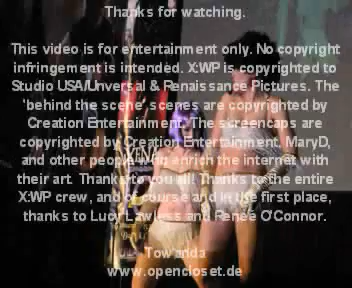 Thanks for watching.
This video is for entertainment only. No copyright
infringement is intended. X:WP is copyrighted to
Studio USA/Unversal & Renaissance Pictures. The
'behind the scene' scenes are copyrighted by
Creation Entertainment. The screencaps are
copyrighted by Creation Entertainment, MaryD,
and other people who enrich the internet with
their art. Thanks to you all! Thanks to the entire
X:WP crew, and of course and in the first place,
thanks to Lucy Lawless and Reneé O'Connor.
Towanda
www.opencloset.de